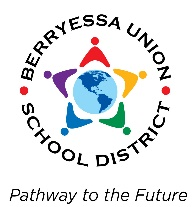 BERRYESSA UNION
SCHOOL DISTRICT
Pathway to the Future